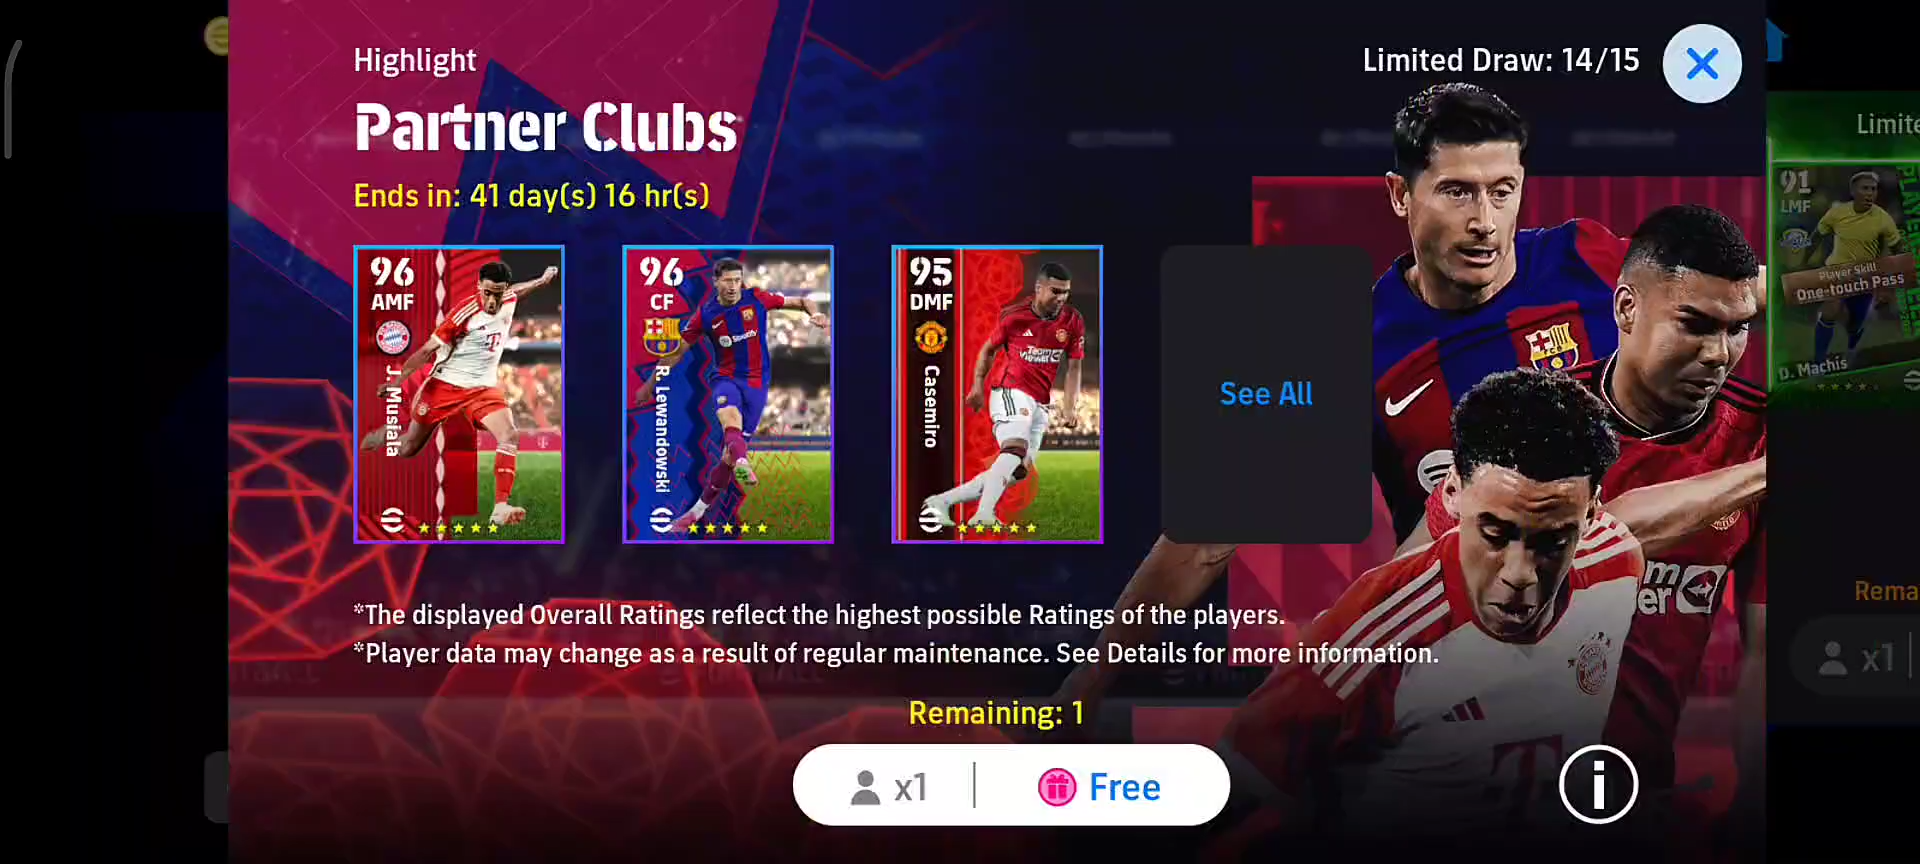 Highlight
Limited Draw: 14/15
Partner Clubs
Ends in: 41 day(s) 16 hr(s)
96
AMF
J. Musiala
96
CF
R. Lewandowski
Spotify
95
DMF
Casemiro
Team
Viewer
See All
*The displayed Overall Ratings reflect the highest possible Ratings of the players.
*Player data may change as a result of regular maintenance. See Details for more information.
Remaining: 1
x1
Free
Limite
91
LMF
Player Skill
One-touch Pass
D. Machis
Rema
x1